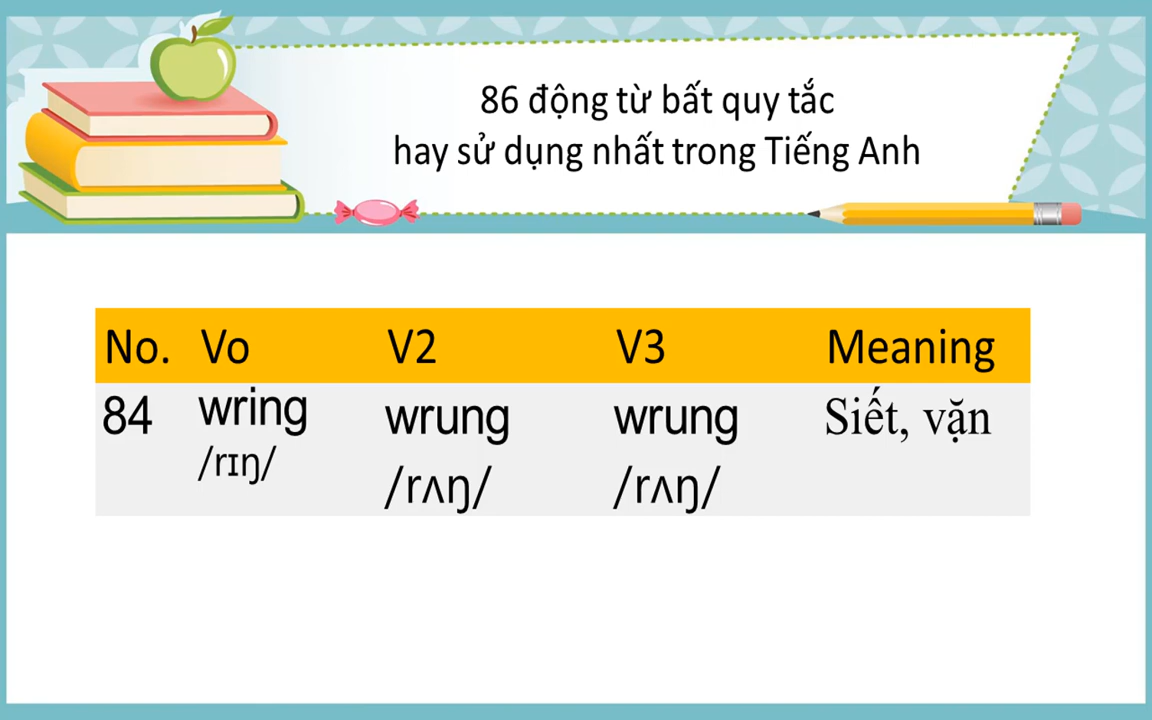 86 động từ bất quy tắc
hay sử dụng nhất trong Tiếng Anh
No. Vo V2 V3 Meaning
84 wring wrung wrung Siết, vặn
/rɪŋ/ /rʌŋ/ /rʌŋ/